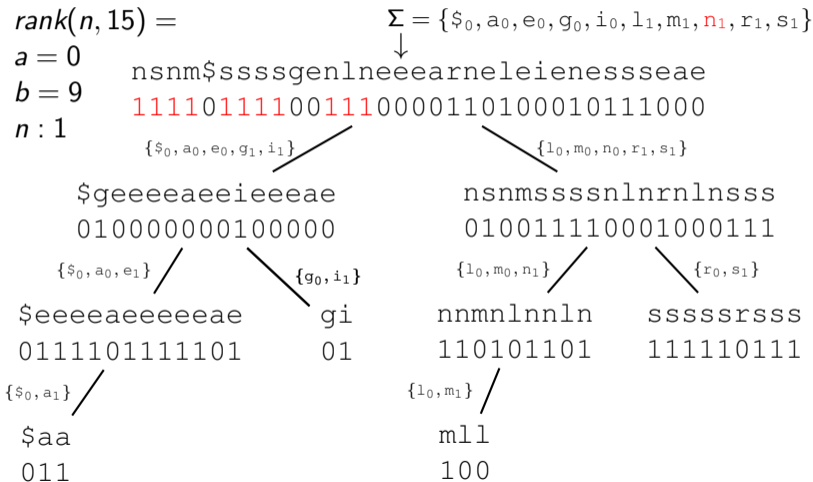 rank(n, 15) =
a = 0
b = 9
n : 1
Σ = {$₀, a₀, e₀, g₀, i₀, l₁, m₁, n₁, r₁, s₁}
nsnm$ssssgenlneeearneleienessseae
111101111001110000110100010111000
{$₀, a₀, e₀, g₁, i₁}
{l₀, m₀, n₀, r₁, s₁}
$geeeeaeeieeeae
010000000100000
nsnmssssnlnrnlnsss
010011110001000111
{$₀, a₀, e₁}
{g₀, i₁}
{l₀, m₀, n₁}
{r₀, s₁}
$eeeeaeeeeeae
0111101111101
gi
01
nnmnlnnln
110101101
sssssrsss
111110111
{$₀, a₁}
{l₀, m₁}
$aa
011
mll
100